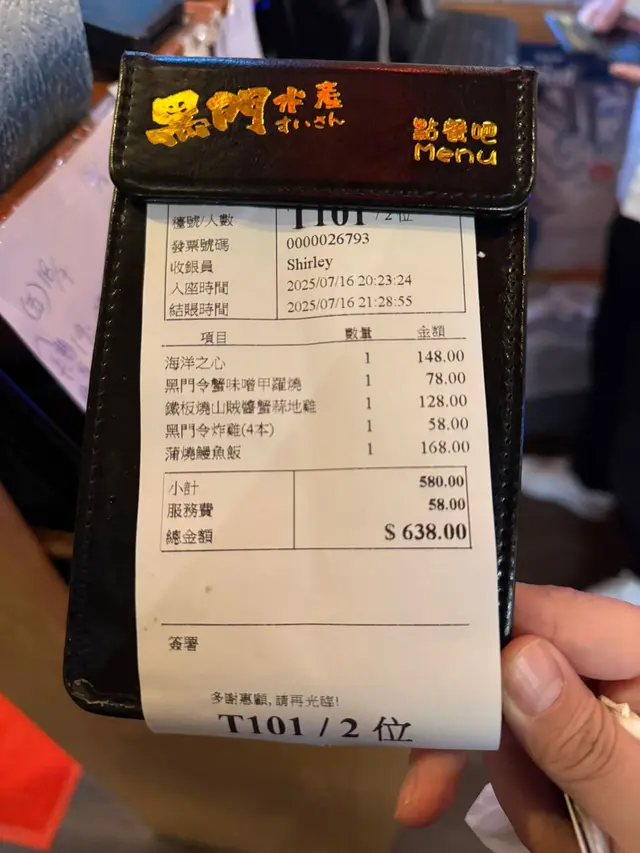 黑門水產
すいさん
點餐吧
Menu
檯號/人數 T101 / 2 位
發票號碼 0000026793
收銀員 Shirley
入座時間 2025/07/16 20:23:24
結賬時間 2025/07/16 21:28:55
項目 數量 金額
海洋之心 1 148.00
黑門令蟹味噌甲羅燒 1 78.00
鐵板燒山賊醬蟹蒜地雞 1 128.00
黑門令炸雞(4本) 1 58.00
蒲燒鰻魚飯 1 168.00
小計 580.00
服務費 58.00
總金額 $ 638.00
簽署
多謝惠顧,請再光臨!
T101 / 2 位